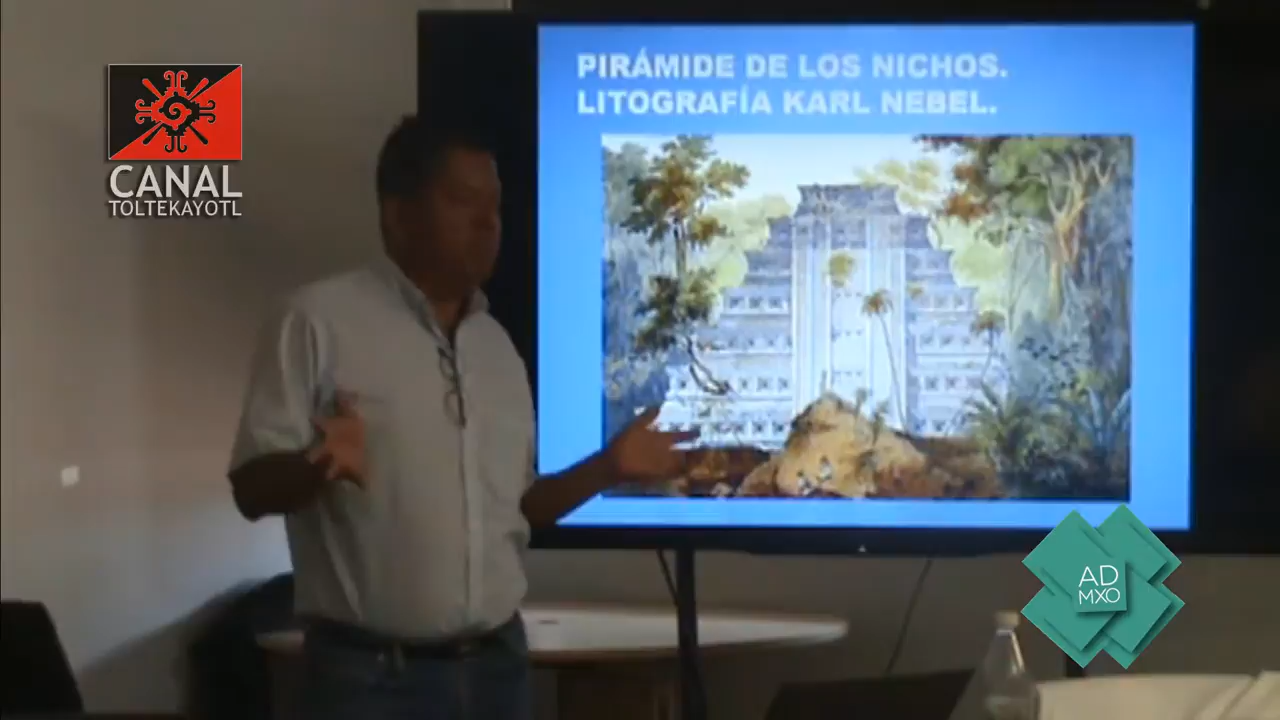 PIRÁMIDE DE LOS NICHOS.
LITOGRAFÍA KARL NEBEL.
CANAL
TOLTEKAYOTL
AD
MXO